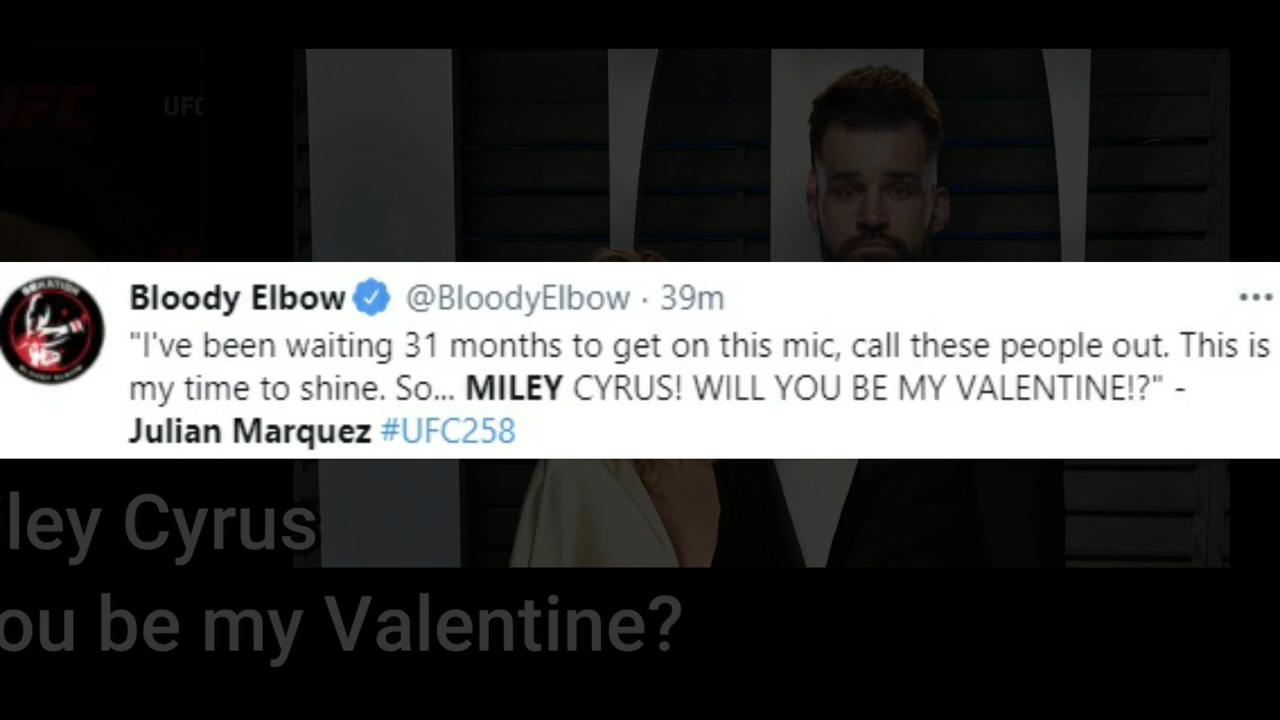 UFC
UFC
Bloody Elbow @BloodyElbow · 39m
"I've been waiting 31 months to get on this mic, call these people out. This is
my time to shine. So... MILEY CYRUS! WILL YOU BE MY VALENTINE!?" -
Julian Marquez #UFC258
iley Cyrus
ou be my Valentine?